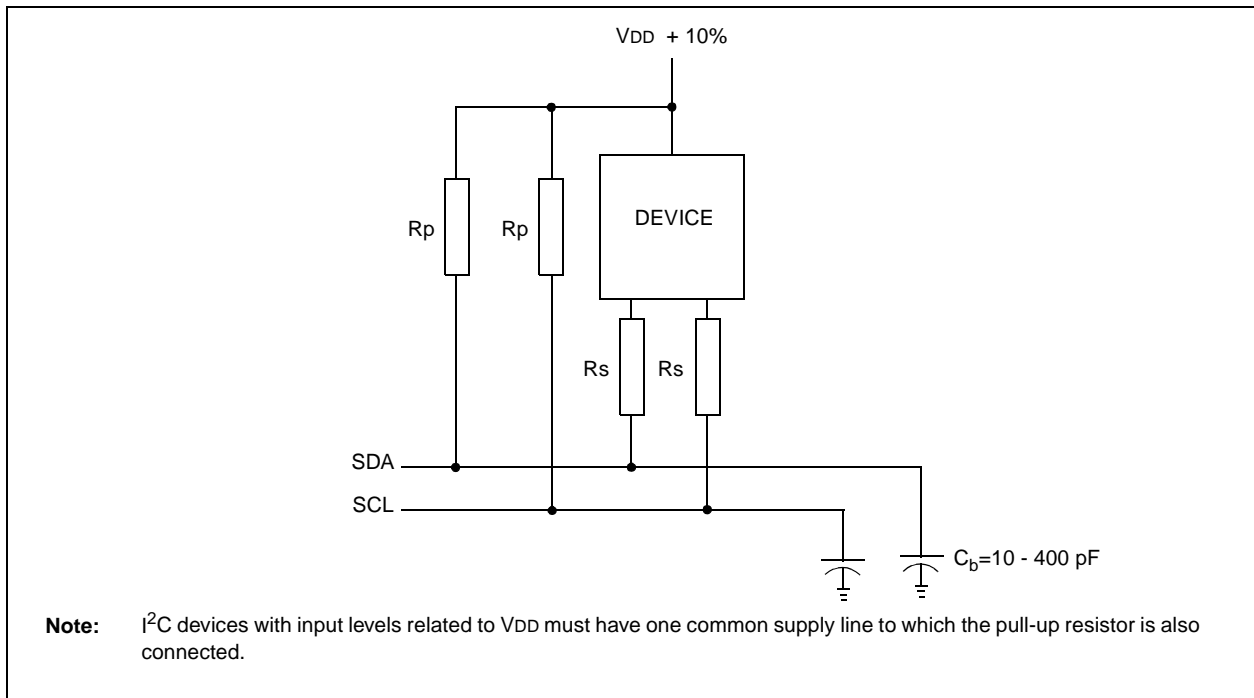 VDD + 10%
Rp Rp
DEVICE
Rs Rs
SDA
SCL
Cb=10 - 400 pF
Note: I2C devices with input levels related to VDD must have one common supply line to which the pull-up resistor is also
connected.